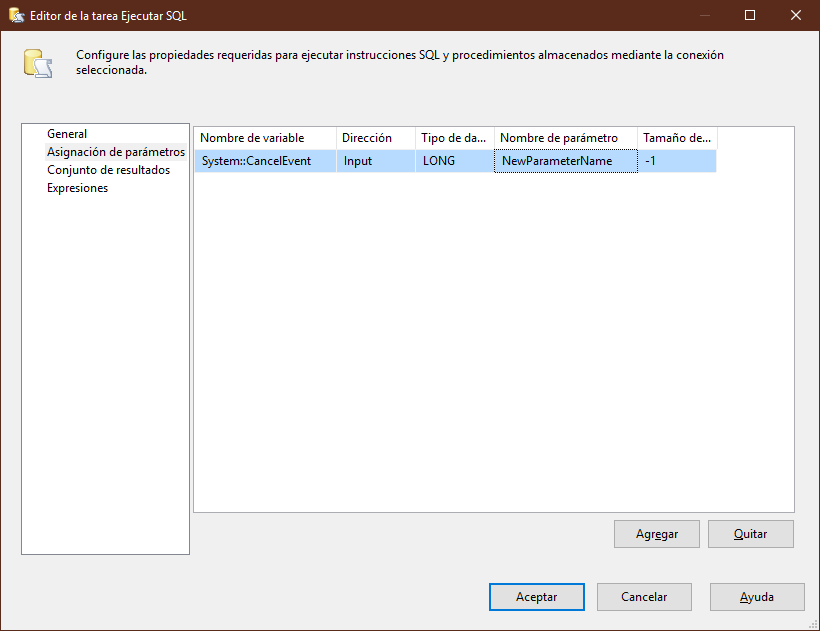 Editor de la tarea Ejecutar SQL
Configure las propiedades requeridas para ejecutar instrucciones SQL y procedimientos almacenados mediante la conexión
seleccionada.
General
Asignación de parámetros
Conjunto de resultados
Expresiones
Nombre de variable Dirección Tipo de da... Nombre de parámetro Tamaño de...
System::CancelEvent Input LONG NewParameterName -1
Agregar Quitar
Aceptar Cancelar Ayuda